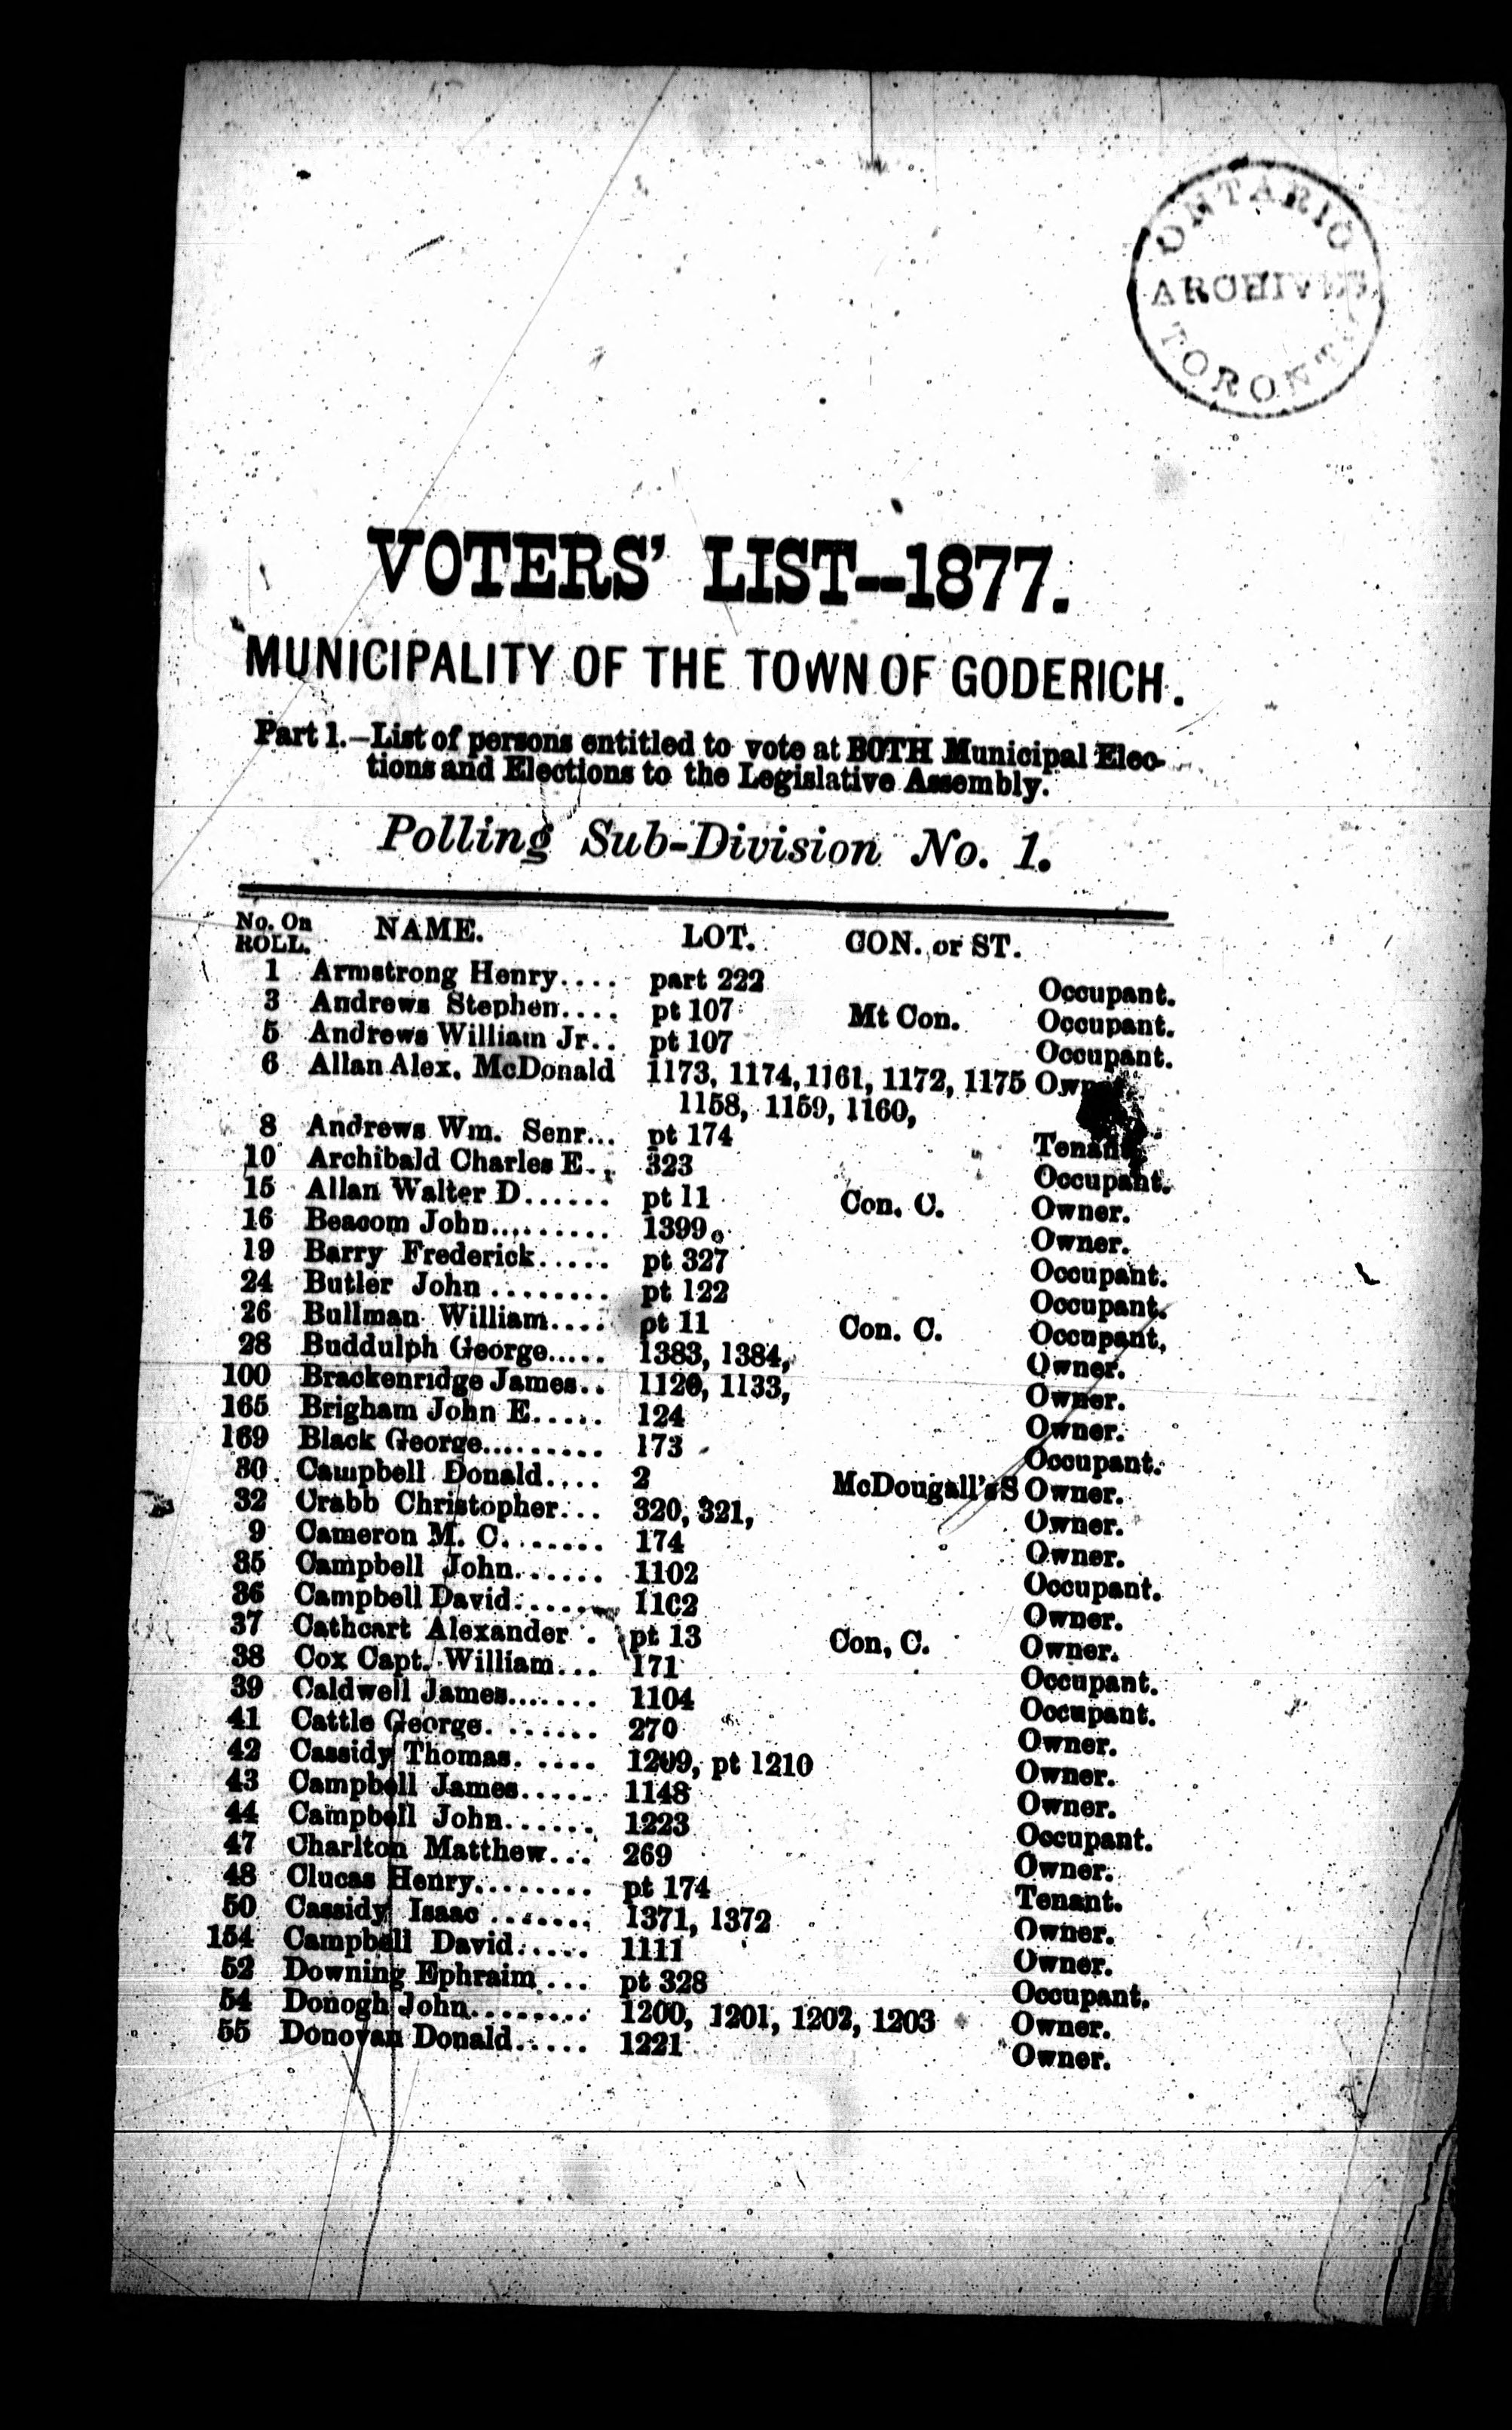 ONTARIO
ARCHIVES
TORONTO
VOTERS' LIST--1877.
MUNICIPALITY OF THE TOWN OF GODERICH.
Part 1.—List of persons entitled to vote at BOTH Municipal Elec-
tions and Elections to the Legislative Assembly.
Polling Sub-Division No. 1.
No. On ROLL. NAME. LOT. CON. or ST.
1 Armstrong Henry.... part 222 Occupant.
3 Andrews Stephen.... pt 107 Mt Con. Occupant.
5 Andrews William Jr.. pt 107 Occupant.
6 Allan Alex. McDonald 1173, 1174, 1161, 1172, 1175
1158, 1159, 1160,
8 Andrews Wm. Senr... pt 174 Tenant.
10 Archibald Charles E.. 323 Occupant.
15 Allan Walter D...... pt 11 Con. C. Owner.
16 Beacom John......... 1399. Owner.
19 Barry Frederick..... pt 327 Occupant.
24 Butler John ........ pt 122 Occupant.
26 Bullman William.... pt 11 Con. C. Occupant,
28 Buddulph George..... 1383, 1384, Owner.
100 Brackenridge James.. 1120, 1133, Owner.
165 Brigham John E..... 124 Owner.
169 Black George......... 173 Occupant.
30 Campbell Donald.... 2 McDougall's S Owner.
32 Crabb Christopher... 320, 321, Owner.
9 Cameron M. C....... 174 Owner.
35 Campbell John...... 1102 Occupant.
36 Campbell David...... 11C2 Owner.
37 Cathcart Alexander . pt 13 Con, C. Owner.
38 Cox Capt. William... 171 Occupant.
39 Caldwell James....... 1104 Occupant.
41 Cattle George....... 270 Owner.
42 Cassidy Thomas..... 1209, pt 1210 Owner.
43 Campbell James..... 1148 Owner.
44 Campbell John...... 1223 Occupant.
47 Charlton Matthew... 269 Owner.
48 Clucas Henry........ pt 174 Tenant.
50 Cassidy Isaac ....... 1371, 1372 Owner.
154 Campbell David..... 1111 Owner.
52 Downing Ephraim ... pt 328 Occupant.
54 Donogh John........ 1200, 1201, 1202, 1203 Owner.
55 Donovan Donald..... 1221 Owner.